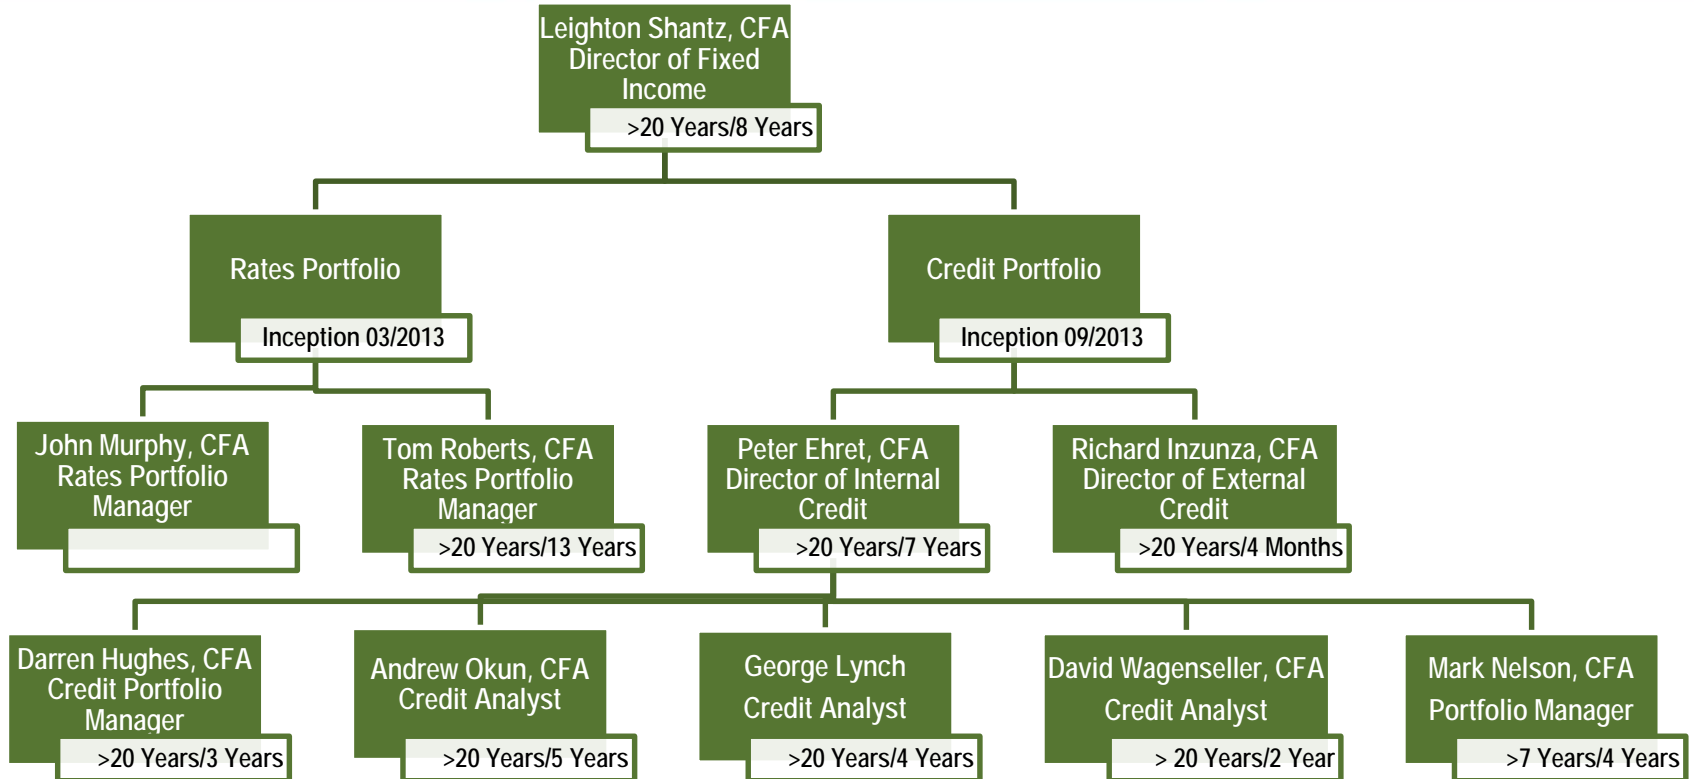 Leighton Shantz, CFA
Director of Fixed
Income
>20 Years/8 Years
Rates Portfolio
Inception 03/2013
Credit Portfolio
Inception 09/2013
John Murphy, CFA
Rates Portfolio
Manager
Tom Roberts, CFA
Rates Portfolio
Manager
>20 Years/13 Years
Peter Ehret, CFA
Director of Internal
Credit
>20 Years/7 Years
Richard Inzunza, CFA
Director of External
Credit
>20 Years/4 Months
Darren Hughes, CFA
Credit Portfolio
Manager
>20 Years/3 Years
Andrew Okun, CFA
Credit Analyst
>20 Years/5 Years
George Lynch
Credit Analyst
>20 Years/4 Years
David Wagenseller, CFA
Credit Analyst
> 20 Years/2 Year
Mark Nelson, CFA
Portfolio Manager
>7 Years/4 Years